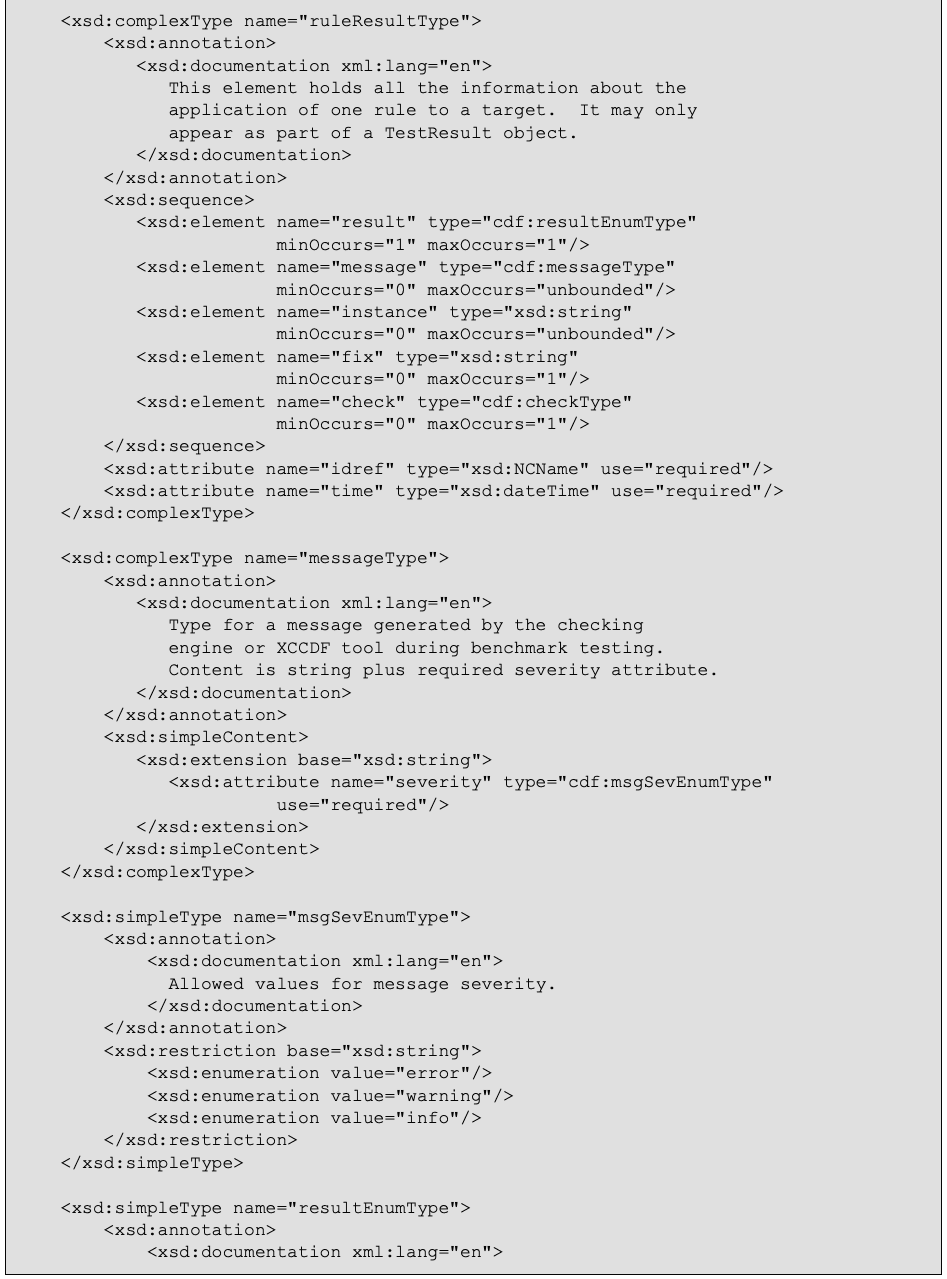 <xsd:complexType name="ruleResultType">
    <xsd:annotation>
       <xsd:documentation xml:lang="en">
          This element holds all the information about the
          application of one rule to a target.  It may only
          appear as part of a TestResult object.
       </xsd:documentation>
    </xsd:annotation>
    <xsd:sequence>
       <xsd:element name="result" type="cdf:resultEnumType"
                    minOccurs="1" maxOccurs="1"/>
       <xsd:element name="message" type="cdf:messageType"
                    minOccurs="0" maxOccurs="unbounded"/>
       <xsd:element name="instance" type="xsd:string"
                    minOccurs="0" maxOccurs="unbounded"/>
       <xsd:element name="fix" type="xsd:string"
                    minOccurs="0" maxOccurs="1"/>
       <xsd:element name="check" type="cdf:checkType"
                    minOccurs="0" maxOccurs="1"/>
    </xsd:sequence>
    <xsd:attribute name="idref" type="xsd:NCName" use="required"/>
    <xsd:attribute name="time" type="xsd:dateTime" use="required"/>
</xsd:complexType>

<xsd:complexType name="messageType">
    <xsd:annotation>
       <xsd:documentation xml:lang="en">
          Type for a message generated by the checking
          engine or XCCDF tool during benchmark testing.
          Content is string plus required severity attribute.
       </xsd:documentation>
    </xsd:annotation>
    <xsd:simpleContent>
       <xsd:extension base="xsd:string">
          <xsd:attribute name="severity" type="cdf:msgSevEnumType"
                    use="required"/>
       </xsd:extension>
    </xsd:simpleContent>
</xsd:complexType>

<xsd:simpleType name="msgSevEnumType">
    <xsd:annotation>
        <xsd:documentation xml:lang="en">
          Allowed values for message severity.
        </xsd:documentation>
    </xsd:annotation>
    <xsd:restriction base="xsd:string">
        <xsd:enumeration value="error"/>
        <xsd:enumeration value="warning"/>
        <xsd:enumeration value="info"/>
    </xsd:restriction>
</xsd:simpleType>

<xsd:simpleType name="resultEnumType">
    <xsd:annotation>
        <xsd:documentation xml:lang="en">